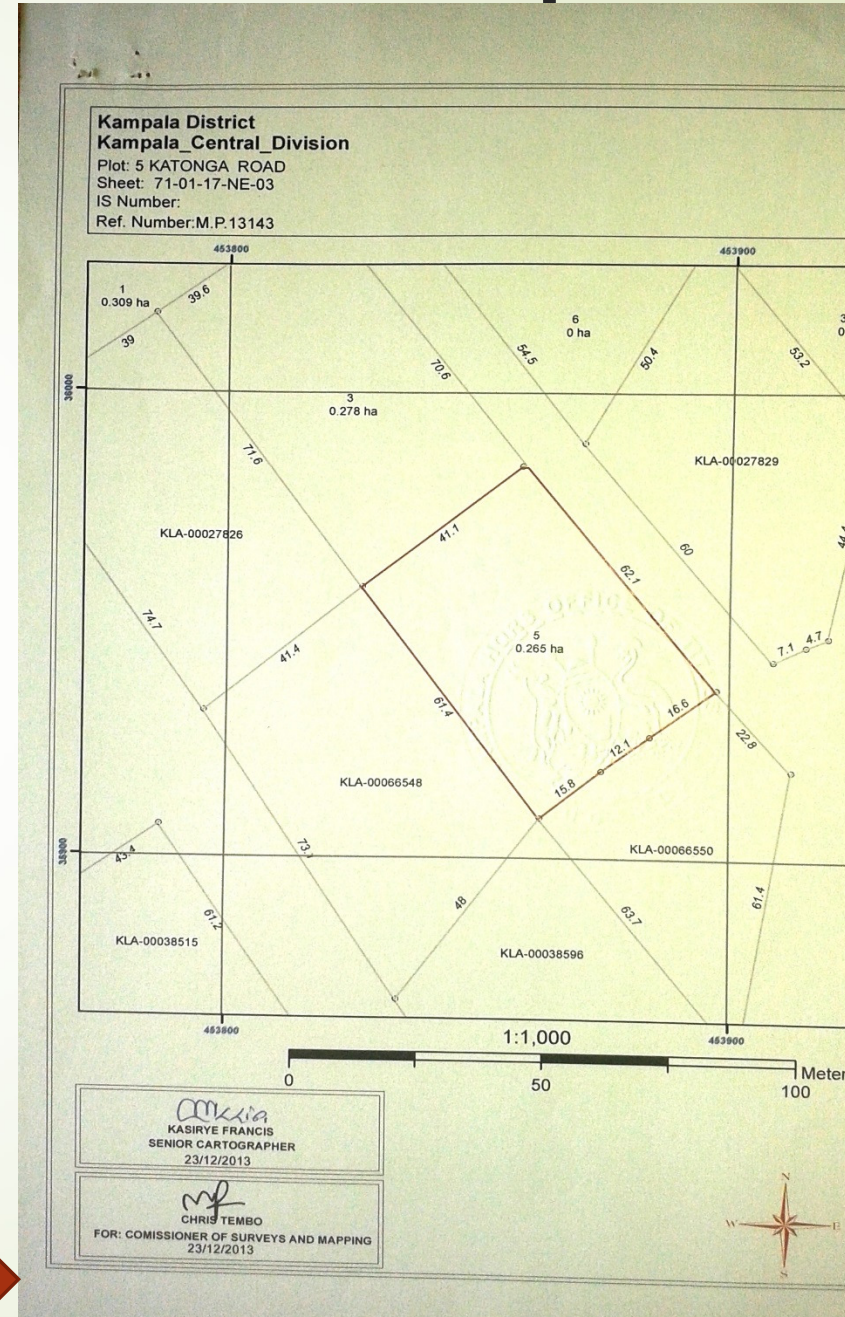 Kampala District
Kampala_Central_Division
Plot: 5 KATONGA ROAD
Sheet: 71-01-17-NE-03
IS Number:
Ref. Number:M.P.13143
453800
453900
1
0.309 ha
39.6
39
6
0 ha
54.5
50.4
53.2
70.6
36000
3
0.278 ha
71.6
KLA-00027829
KLA-00027826
41.1
60
62.1
5
0.265 ha
7.1
4.7
74.7
41.4
61.4
16.6
12.1
22.8
15.8
KLA-00066548
KLA-00066550
43.4
61.2
48
63.7
61.4
KLA-00038515
KLA-00038596
453800
453900
1:1,000
0
50
100
KASIRYE FRANCIS
SENIOR CARTOGRAPHER
23/12/2013
CHRIS TEMBO
FOR: COMISSIONER OF SURVEYS AND MAPPING
23/12/2013
N
W
E
S